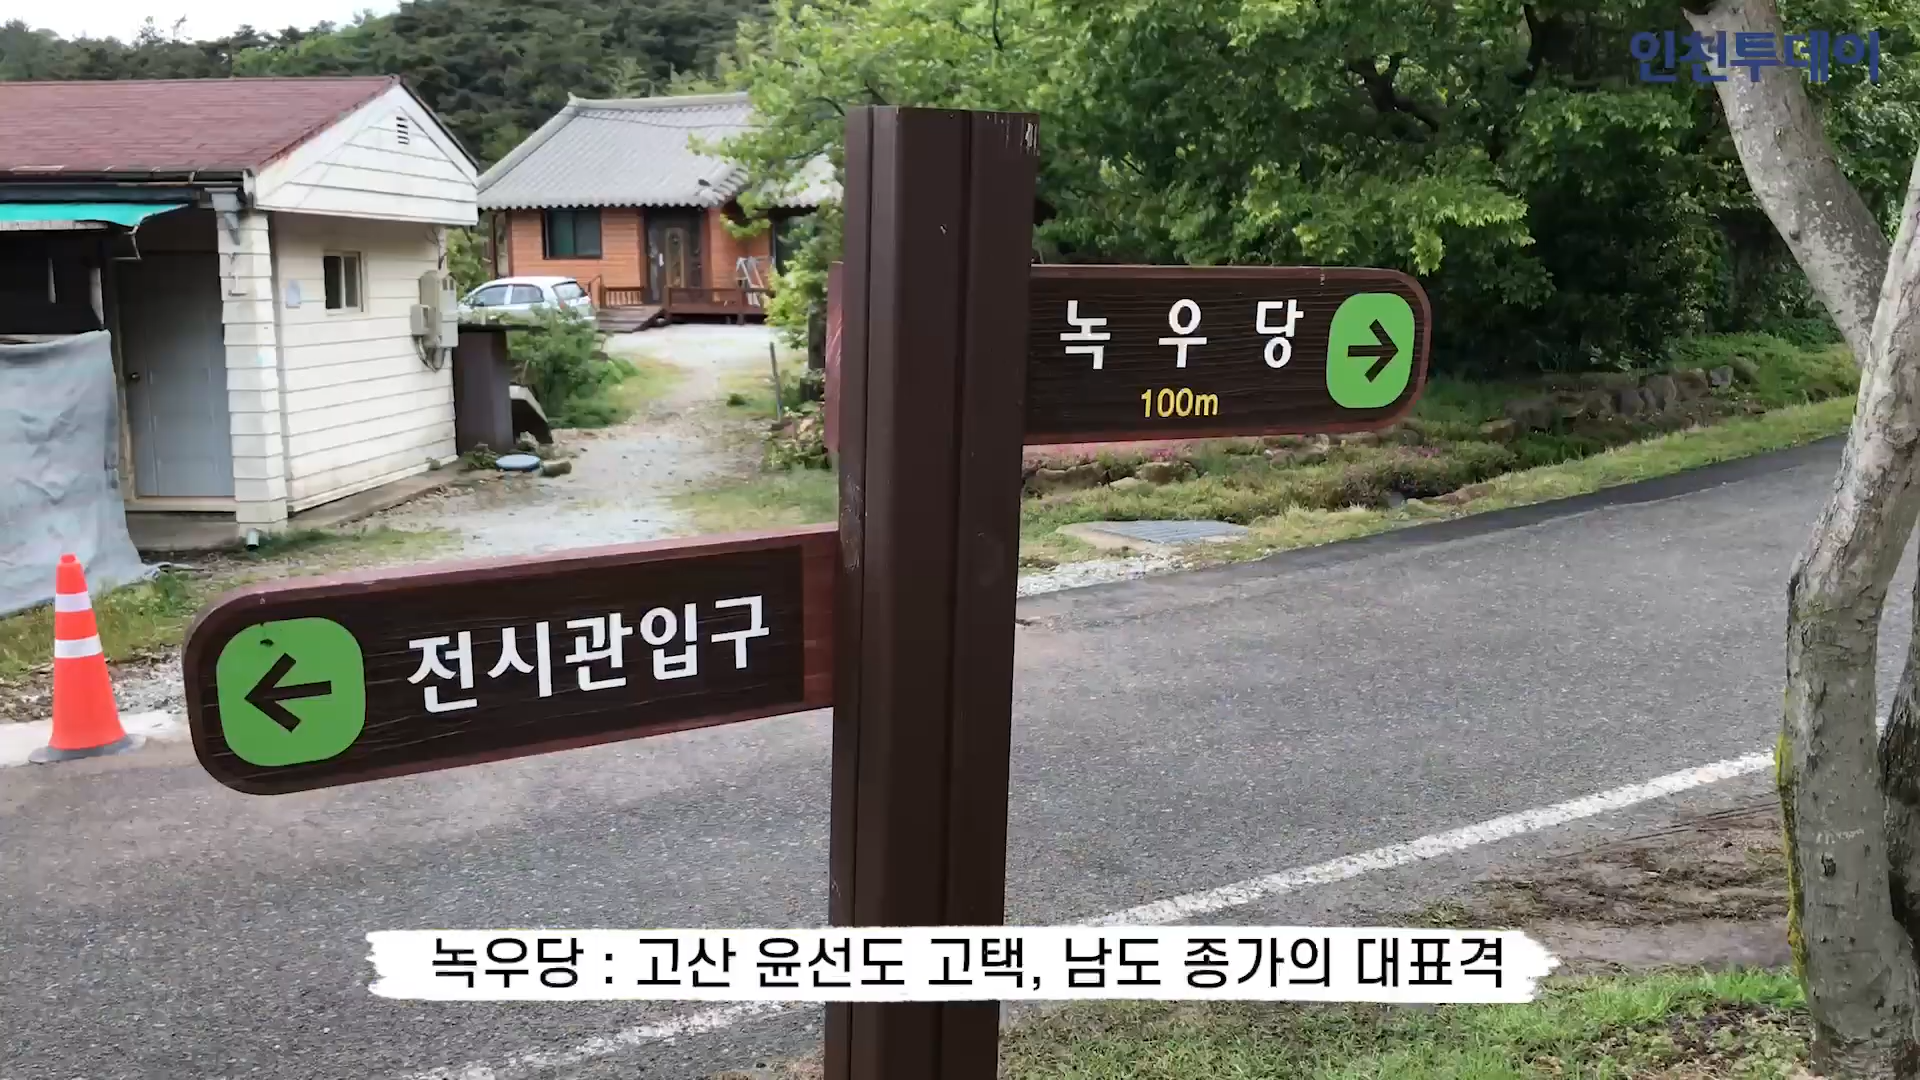 인천투데이
녹우당
100m
전시관입구
녹우당 : 고산 윤선도 고택, 남도 종가의 대표격